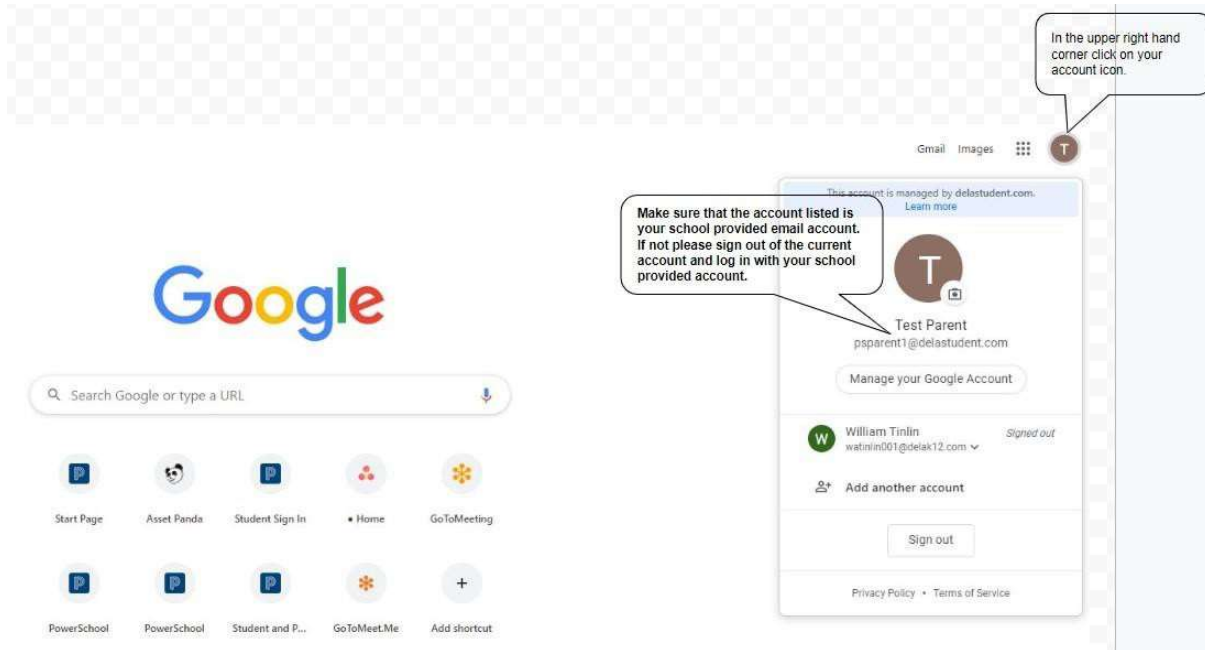 In the upper right hand
corner click on your
account icon.
Gmail Images
T
This account is managed by delastudent.com.
Learn more
Make sure that the account listed is
your school provided email account.
If not please sign out of the current
account and log in with your school
provided account.
T
Test Parent
psparent1@delastudent.com
Manage your Google Account
Google
Search Google or type a URL
W
William Tinlin
Signed out
watinlin001@delak12.com
Add another account
Sign out
Privacy Policy • Terms of Service
P P
Start Page Asset Panda Student Sign In • Home GoToMeeting
P P P
PowerSchool PowerSchool Student and P... GoToMeet.Me Add shortcut